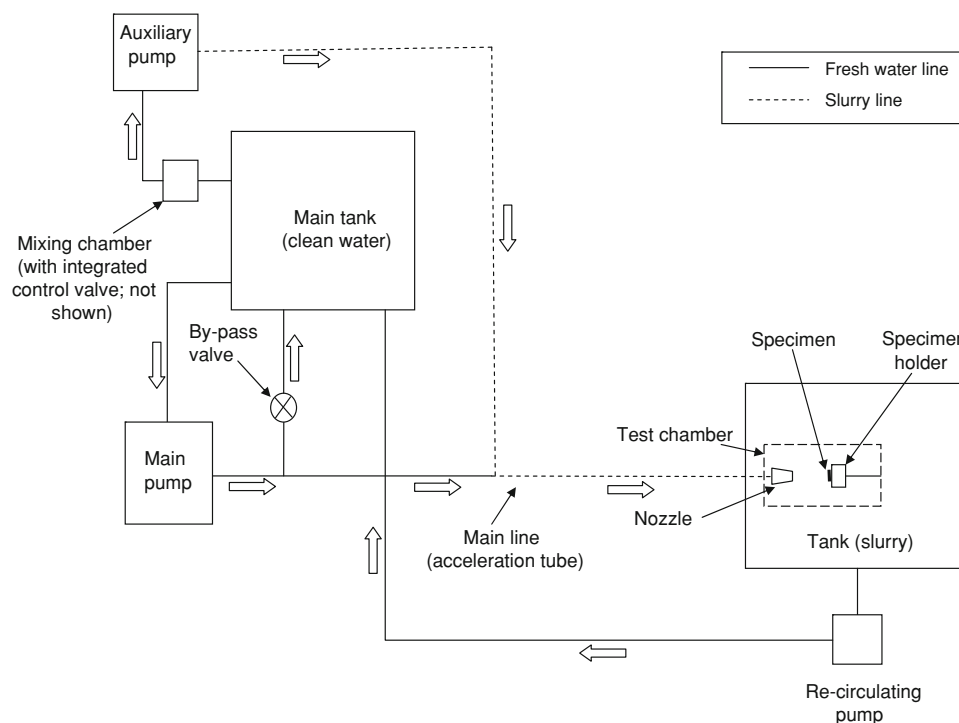 Auxiliary
pump
Fresh water line
Slurry line
Main tank
(clean water)
Mixing chamber
(with integrated
control valve; not
shown)
By-pass
valve
Specimen
Specimen
holder
Test chamber
Main
pump
Nozzle
Main line
(acceleration tube)
Tank (slurry)
Re-circulating
pump